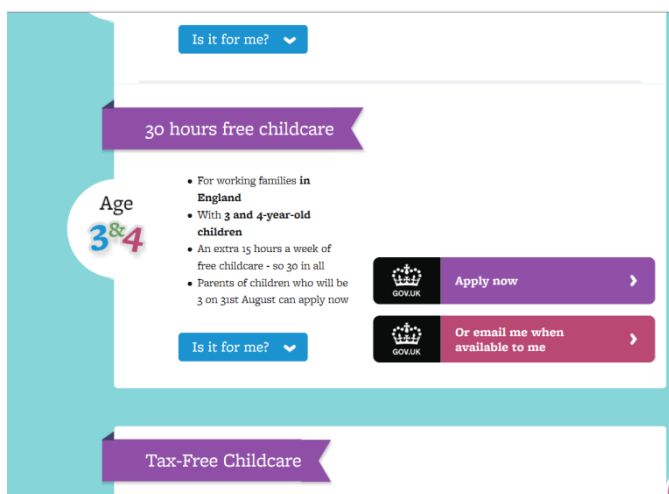 Is it for me?
30 hours free childcare
Age
3&4
• For working families in
England
• With 3 and 4-year-old
children
• An extra 15 hours a week of
free childcare - so 30 in all
• Parents of children who will be
3 on 31st August can apply now
Is it for me?
GOV.UK
Apply now
GOV.UK
Or email me when
available to me
Tax-Free Childcare